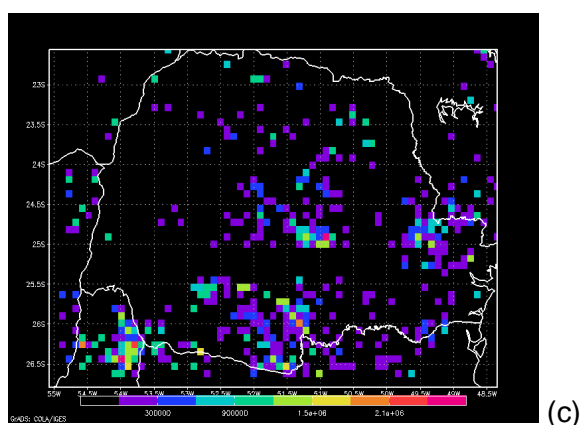 23S
23.5S
24S
24.5S
25S
25.5S
26S
26.5S
55W 54.5W 54W 53.5W 53W 52.5W 52W 51.5W 51W 50.5W 50W 49.5W 49W 48.5W
300000 900000 1.5e+06 2.1e+06
GrADS: COLA/IGES
(c)